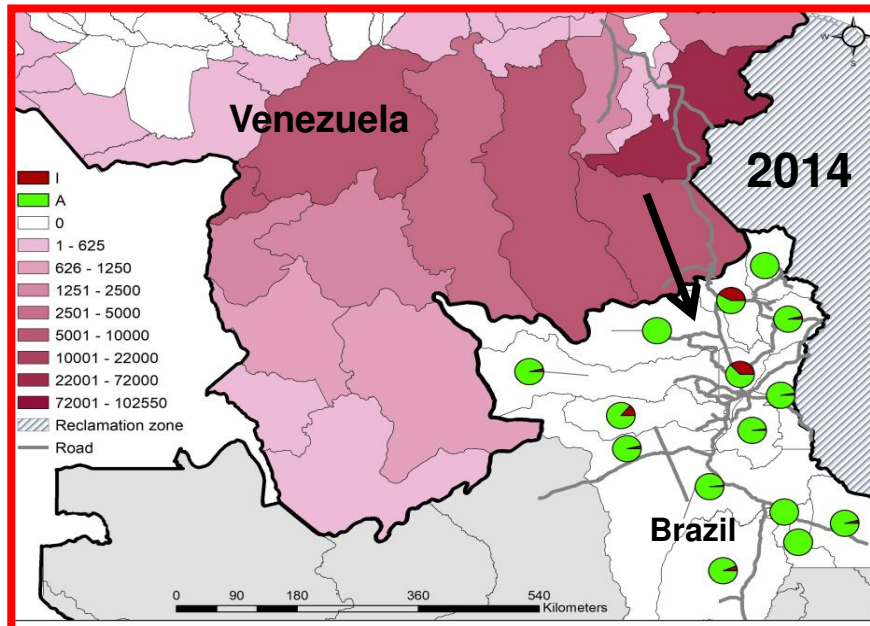 W
S
Venezuela
2014
I
A
0
1 - 625
626 - 1250
1251 - 2500
2501 - 5000
5001 - 10000
10001 - 22000
22001 - 72000
72001 - 102550
Reclamation zone
Road
Brazil
0 90 180 360 540
Kilometers